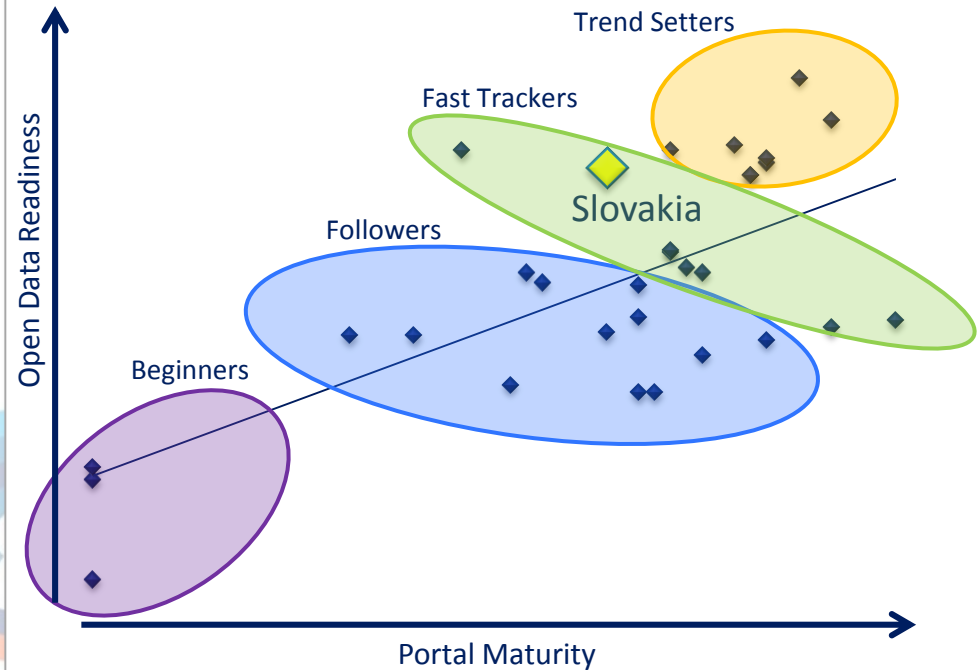 Trend Setters
Fast Trackers
Slovakia
Followers
Beginners
Open Data Readiness
Portal Maturity